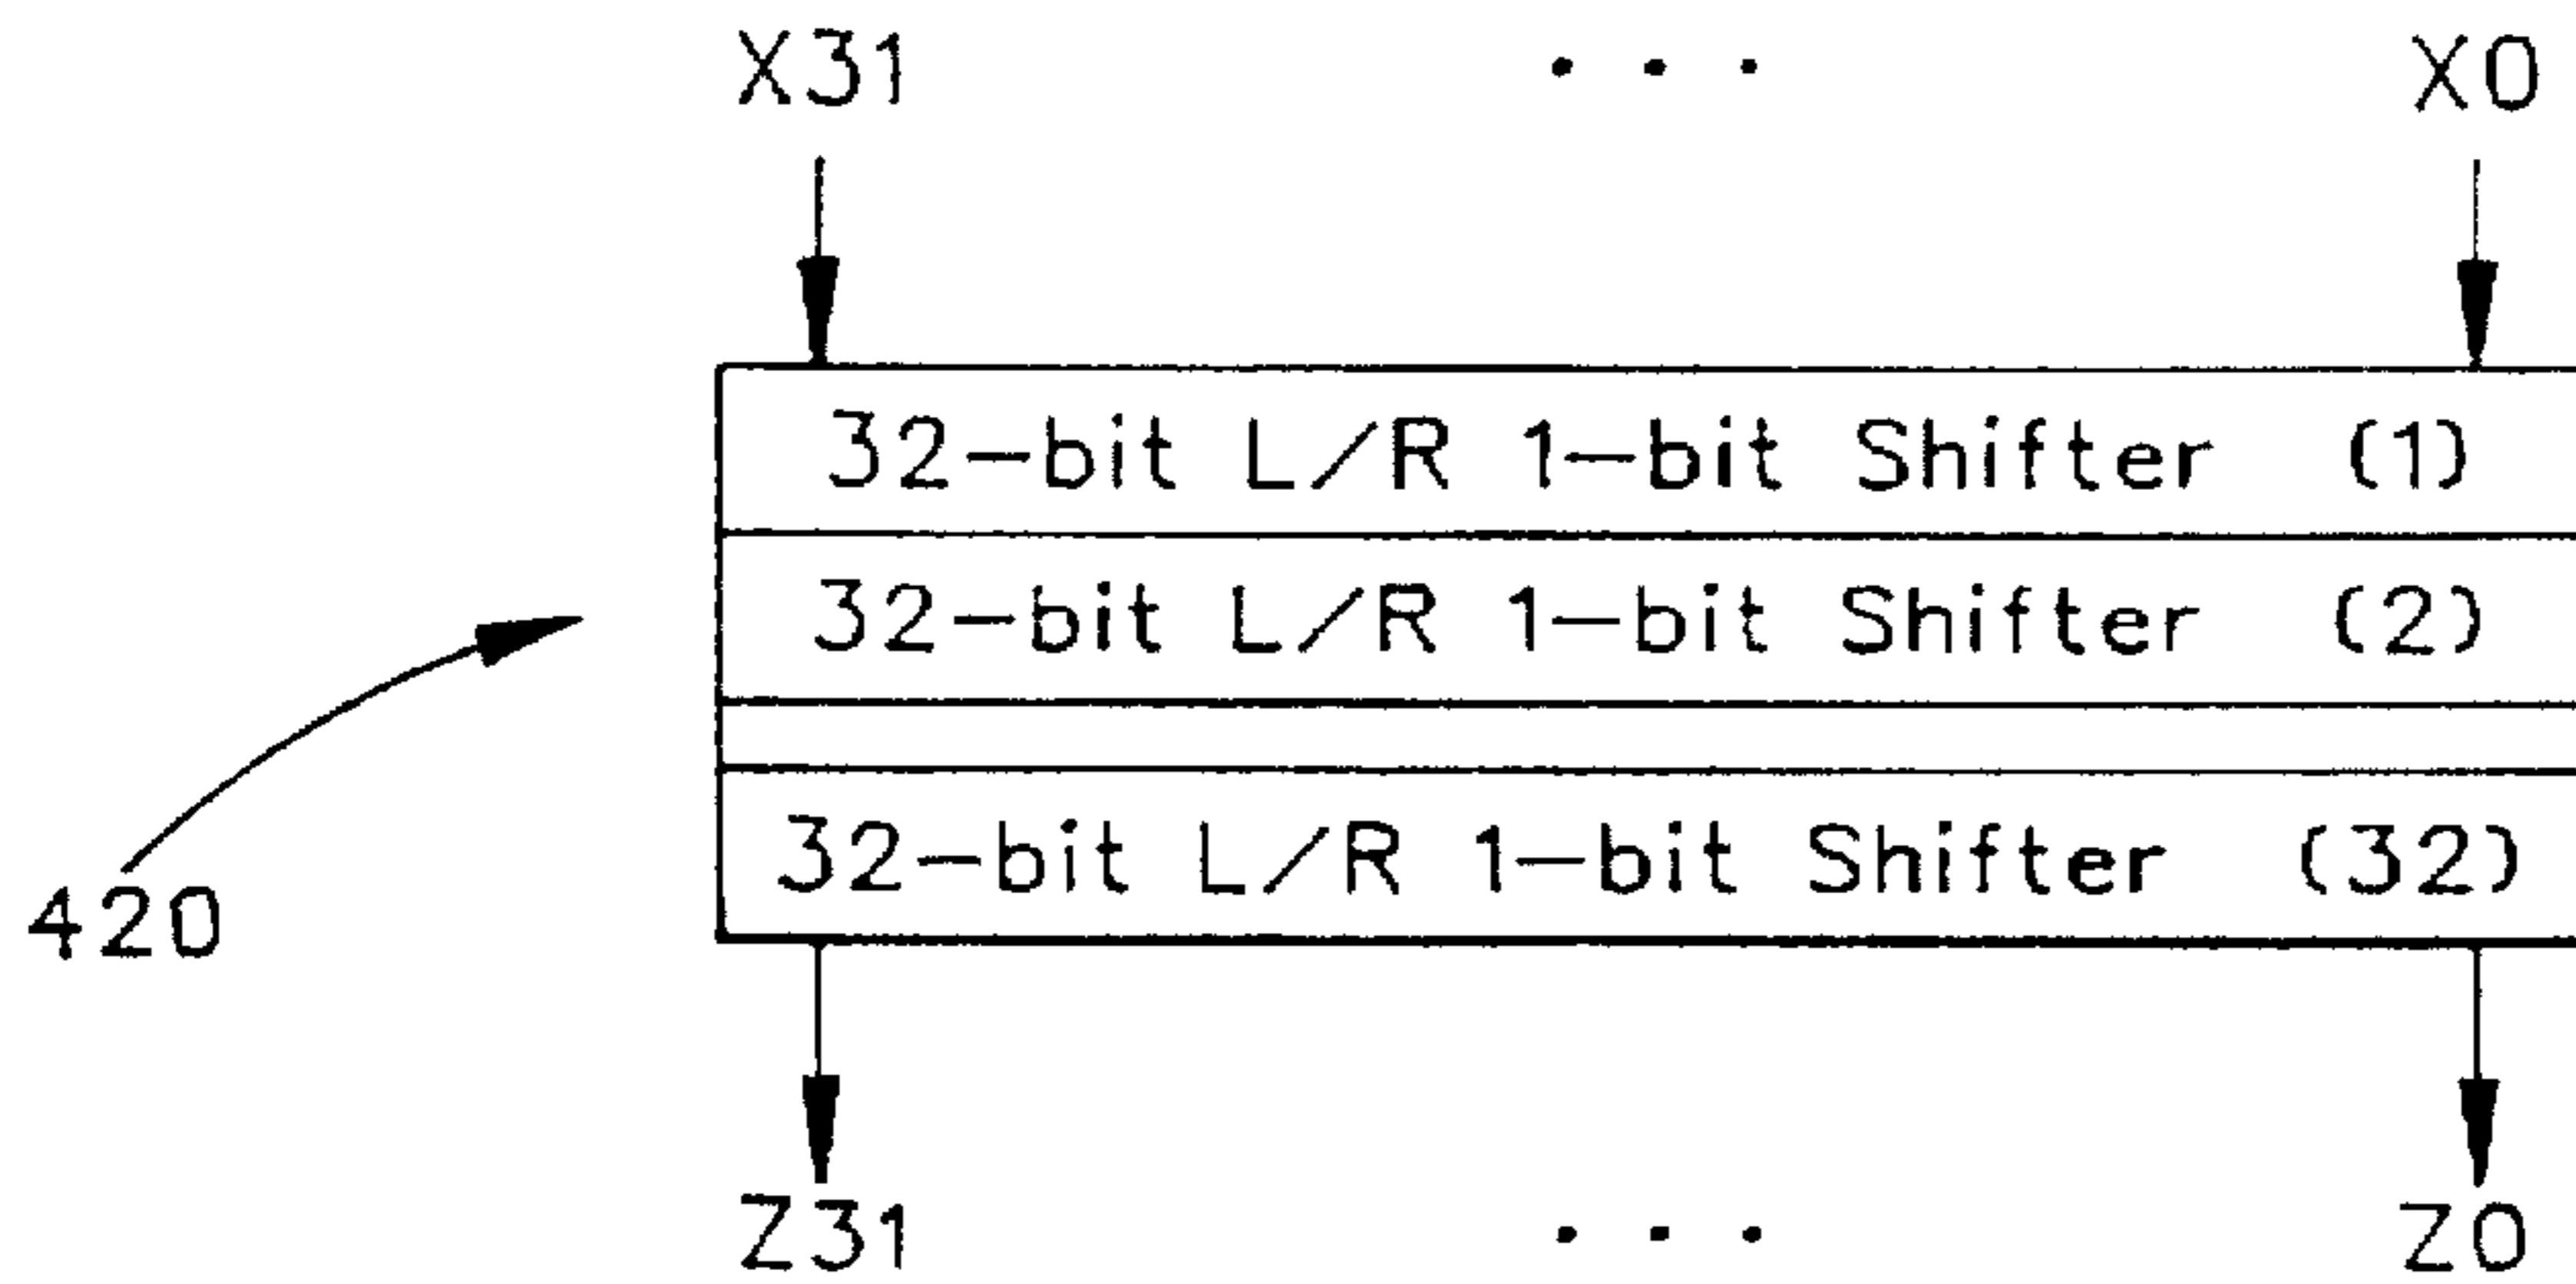 X31 . . . X0
32-bit L/R 1-bit Shifter (1)
32-bit L/R 1-bit Shifter (2)
32-bit L/R 1-bit Shifter (32)
420
Z31 . . . Z0